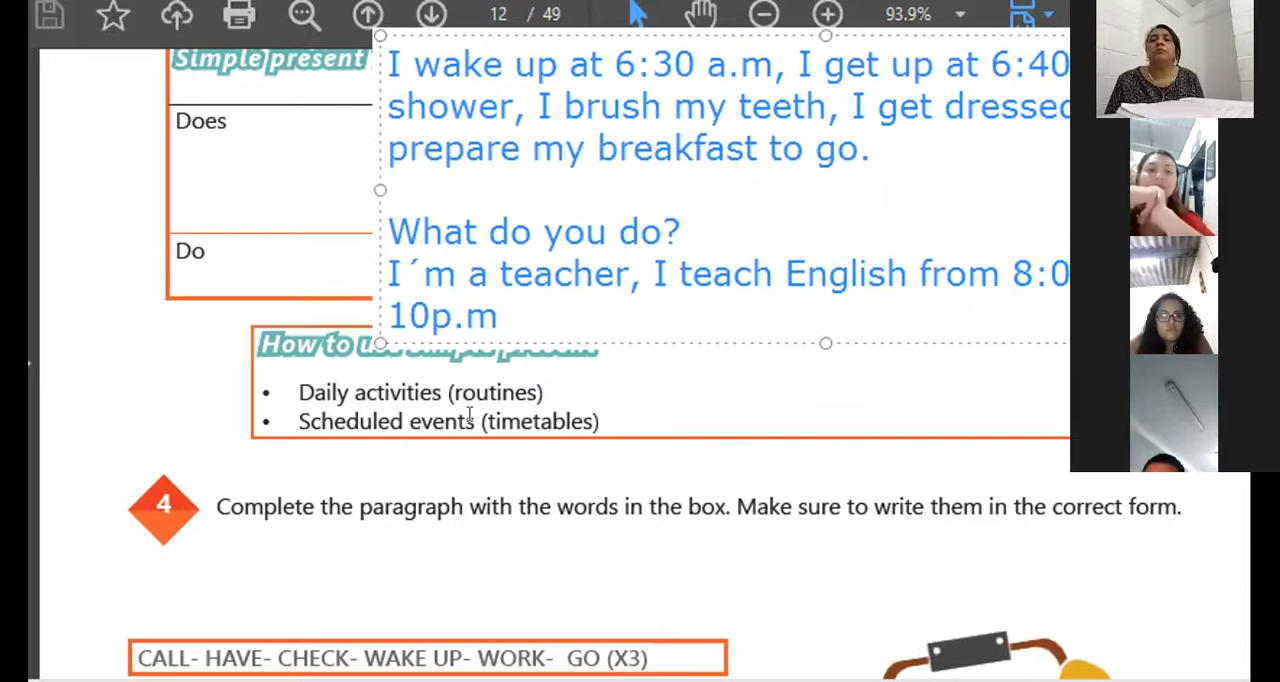 12 / 49
93.9%
Simple present
I wake up at 6:30 a.m, I get up at 6:40
shower, I brush my teeth, I get dressed
prepare my breakfast to go.
Does
What do you do?
Do
I´m a teacher, I teach English from 8:0
10p.m
How to use simple present
• Daily activities (routines)
• Scheduled events (timetables)
4 Complete the paragraph with the words in the box. Make sure to write them in the correct form.
CALL- HAVE- CHECK- WAKE UP- WORK- GO (X3)